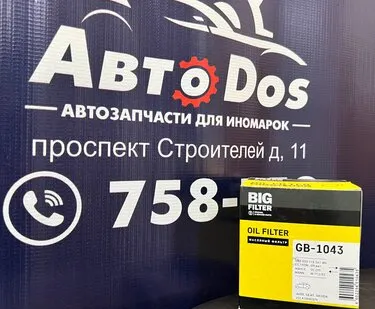 АвтоDos
АВТОЗАПЧАСТИ ДЛЯ ИНОМАРОК
проспект Строителей д, 11
758-
BIG
FILTER
OIL FILTER
МАСЛЯНЫЙ ФИЛЬТР
GB-1043